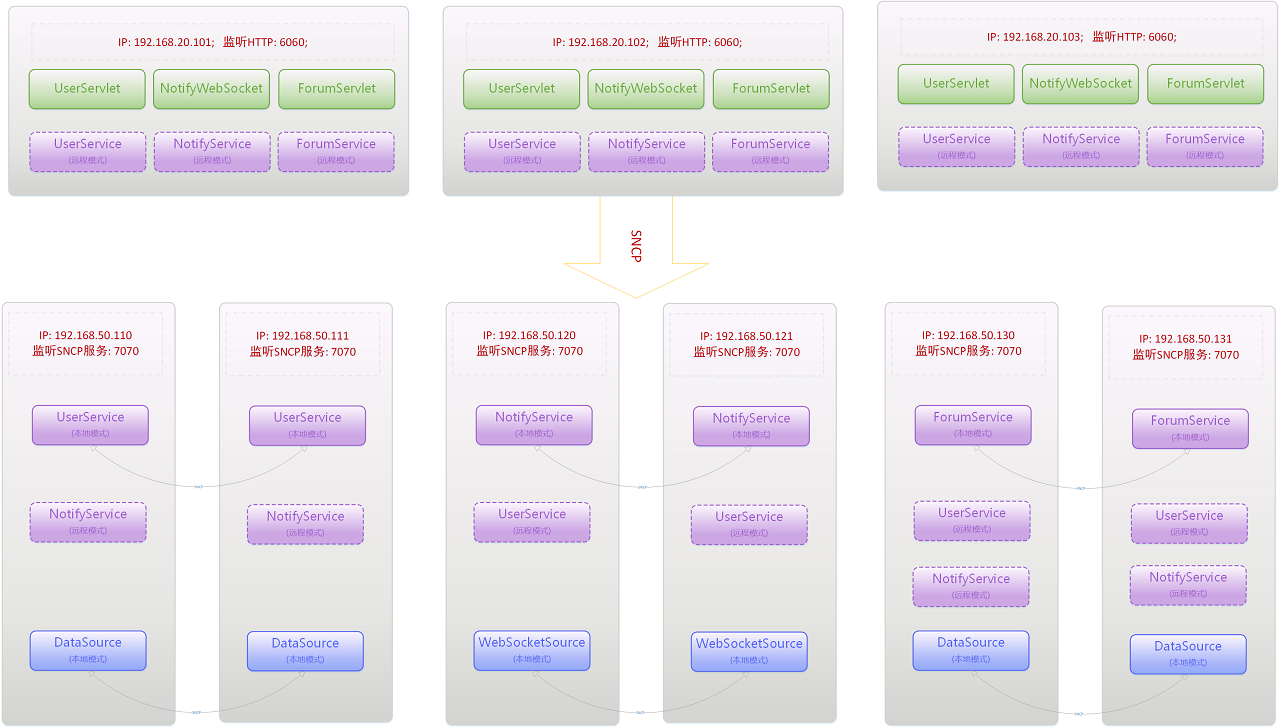 IP: 192.168.20.101; 监听HTTP: 6060;
UserServlet
NotifyWebSocket
ForumServlet
UserService
(远程模式)
NotifyService
(远程模式)
ForumService
(远程模式)
IP: 192.168.20.102; 监听HTTP: 6060;
UserServlet
NotifyWebSocket
ForumServlet
UserService
(远程模式)
NotifyService
(远程模式)
ForumService
(远程模式)
IP: 192.168.20.103; 监听HTTP: 6060;
UserServlet
NotifyWebSocket
ForumServlet
UserService
(远程模式)
NotifyService
(远程模式)
ForumService
(远程模式)
SNCP
IP: 192.168.50.110
监听SNCP服务: 7070
UserService
(本地模式)
NotifyService
(远程模式)
DataSource
(本地模式)
IP: 192.168.50.111
监听SNCP服务: 7070
UserService
(本地模式)
NotifyService
(远程模式)
DataSource
(本地模式)
SNCP
SNCP
IP: 192.168.50.120
监听SNCP服务: 7070
NotifyService
(本地模式)
UserService
(远程模式)
WebSocketSource
(本地模式)
IP: 192.168.50.121
监听SNCP服务: 7070
NotifyService
(本地模式)
UserService
(远程模式)
WebSocketSource
(本地模式)
SNCP
SNCP
IP: 192.168.50.130
监听SNCP服务: 7070
ForumService
(本地模式)
UserService
(远程模式)
NotifyService
(远程模式)
DataSource
(本地模式)
IP: 192.168.50.131
监听SNCP服务: 7070
ForumService
(本地模式)
UserService
(远程模式)
NotifyService
(远程模式)
DataSource
(本地模式)
SNCP
SNCP